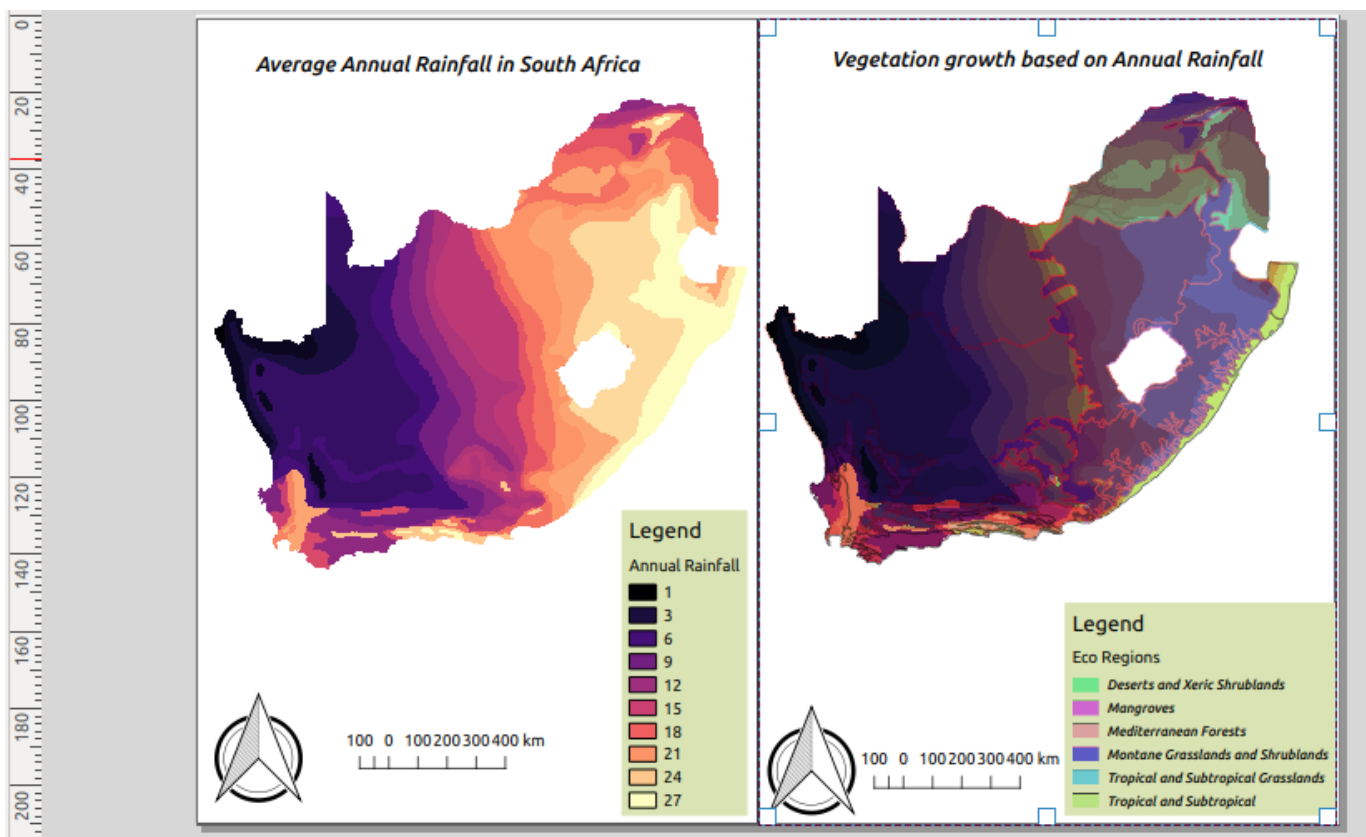 0
20
40
60
80
100
120
140
160
180
200
Average Annual Rainfall in South Africa
Legend
Annual Rainfall
1
3
6
9
12
15
18
21
24
27
100 0 100 200 300 400 km
Vegetation growth based on Annual Rainfall
Legend
Eco Regions
Deserts and Xeric Shrublands
Mangroves
Mediterranean Forests
Montane Grasslands and Shrublands
Tropical and Subtropical Grasslands
Tropical and Subtropical
100 0 100 200 300 400 km